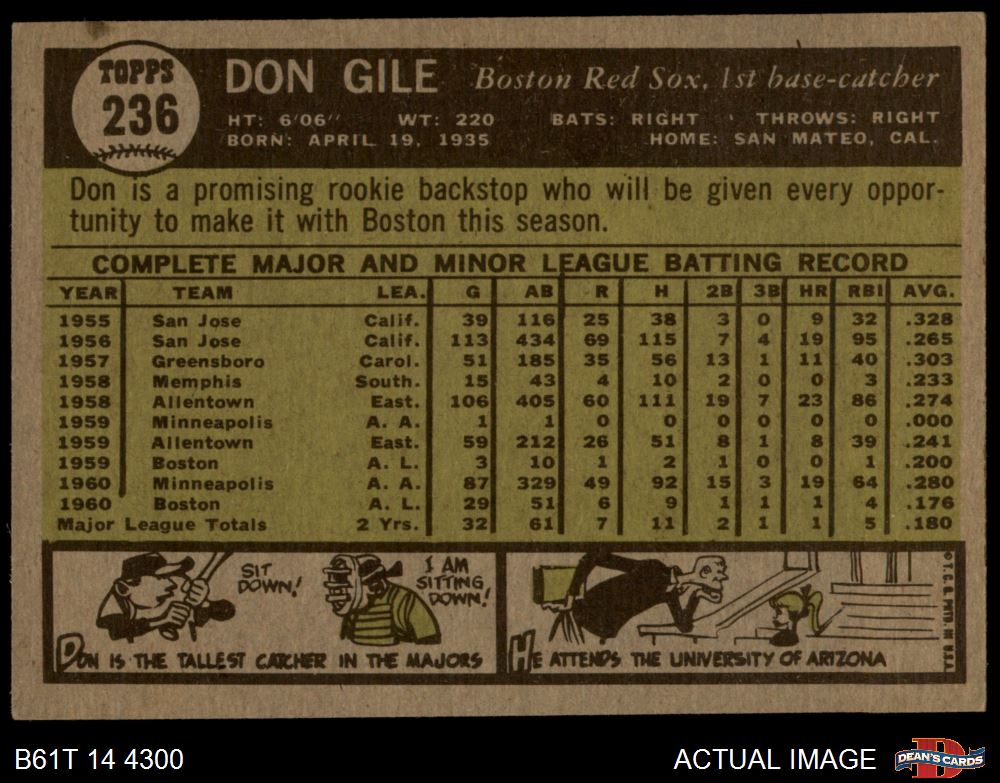 TOPPS
236
DON GILE Boston Red Sox, 1st base-catcher
HT: 6'06" WT: 220 BATS: RIGHT THROWS: RIGHT
BORN: APRIL 19, 1935 HOME: SAN MATEO, CAL.
Don is a promising rookie backstop who will be given every oppor-
tunity to make it with Boston this season.
COMPLETE MAJOR AND MINOR LEAGUE BATTING RECORD
YEAR TEAM LEA. G AB R H 2B 3B HR RBI AVG.
1955 San Jose Calif. 39 116 25 38 3 0 9 32 .328
1956 San Jose Calif. 113 434 69 115 7 4 19 95 .265
1957 Greensboro Carol. 51 185 35 56 13 1 11 40 .303
1958 Memphis South. 15 43 4 10 2 0 0 3 .233
1958 Allentown East. 106 405 60 111 19 7 23 86 .274
1959 Minneapolis A. A. 1 1 0 0 0 0 0 0 .000
1959 Allentown East. 59 212 26 51 8 1 8 39 .241
1959 Boston A. L. 3 10 1 2 1 0 0 1 .200
1960 Minneapolis A. A. 87 329 49 92 15 3 19 64 .280
1960 Boston A. L. 29 51 6 9 1 1 1 4 .176
Major League Totals 2 Yrs. 32 61 7 11 2 1 1 5 .180
SIT
DOWN!
I AM
SITTING
DOWN!
DON IS THE TALLEST CATCHER IN THE MAJORS
HE ATTENDS THE UNIVERSITY OF ARIZONA
© T. C. G. PRTD. IN U.S.A.
B61T 14 4300
ACTUAL IMAGE
D
DEAN'S CARDS